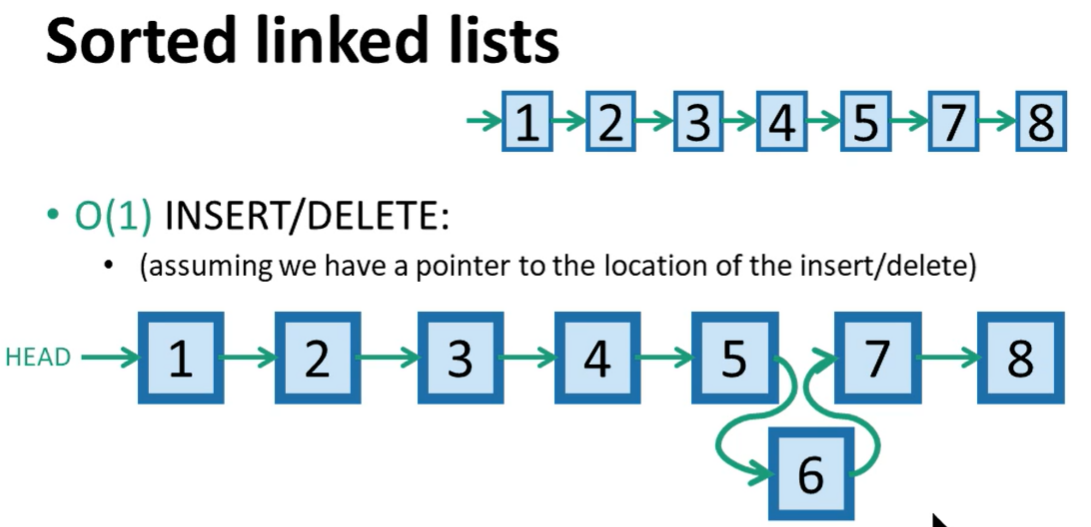 Sorted linked lists
1 2 3 4 5 7 8
• O(1) INSERT/DELETE:
• (assuming we have a pointer to the location of the insert/delete)
HEAD 1 2 3 4 5 7 8
6